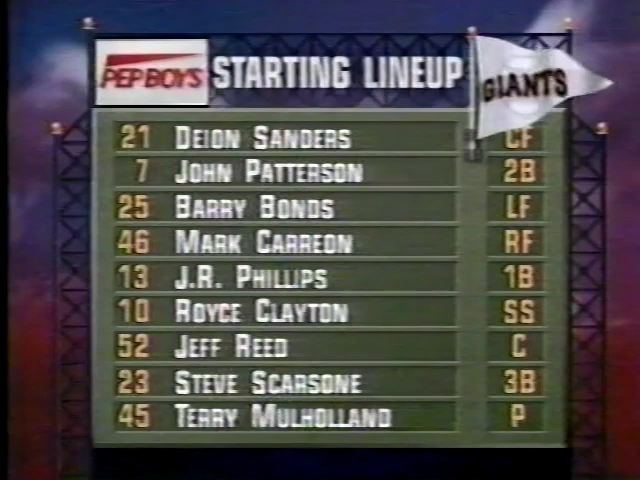 PEP BOYS STARTING LINEUP GIANTS
21 DEION SANDERS CF
7 JOHN PATTERSON 2B
25 BARRY BONDS LF
46 MARK CARREON RF
13 J.R. PHILLIPS 1B
10 ROYCE CLAYTON SS
52 JEFF REED C
23 STEVE SCARSONE 3B
45 TERRY MULHOLLAND P